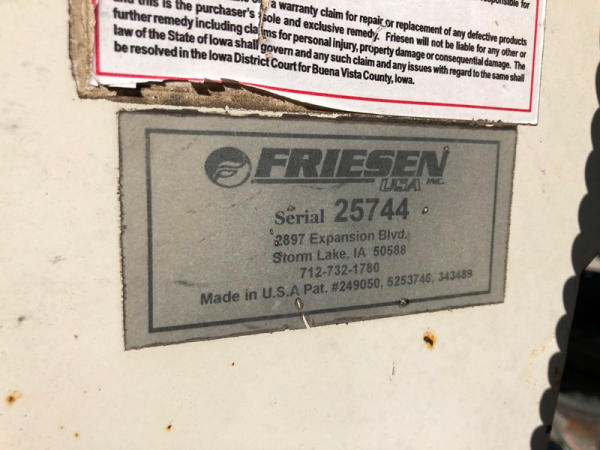 responsible for
a warranty claim for repair or replacement of any defective products
and this is the purchaser's sole and exclusive remedy. Friesen will not be liable for any other or
further remedy including claims for personal injury, property damage or consequential damage. The
law of the State of Iowa shall govern and any such claim and any issues with regard to the same shall
be resolved in the Iowa District Court for Buena Vista County, Iowa.
FRIESEN
USA INC.
Serial 25744
2897 Expansion Blvd.
Storm Lake, IA 50588
712-732-1780
Made in U.S.A Pat. #249050, 5253746, 343489